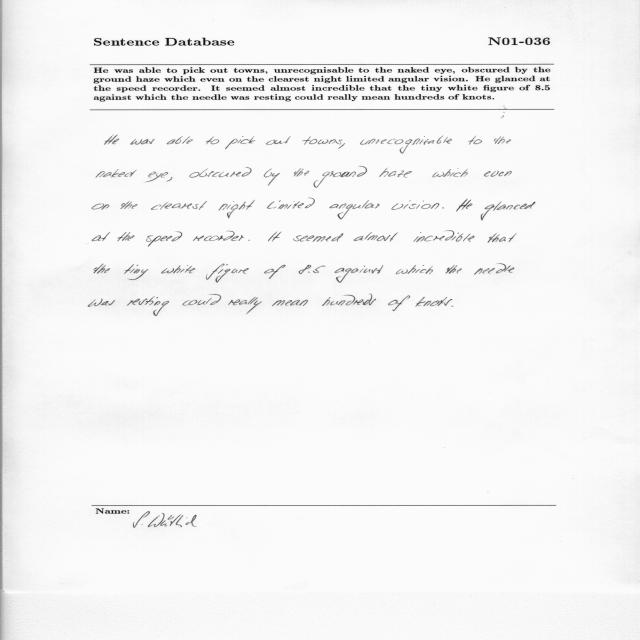 Sentence Database N01-036
He was able to pick out towns, unrecognisable to the naked eye, obscured by the
ground haze which even on the clearest night limited angular vision. He glanced at
the speed recorder. It seemed almost incredible that the tiny white figure of 8.5
against which the needle was resting could really mean hundreds of knots.
He was able to pick out towns, unrecognisable to the
naked eye, obscured by the ground haze which even
on the clearest night limited angular vision. He glanced
at the speed recorder. It seemed almost incredible that
the tiny white figure of 8.5 against which the needle
was resting could really mean hundreds of knots.
Name: S.